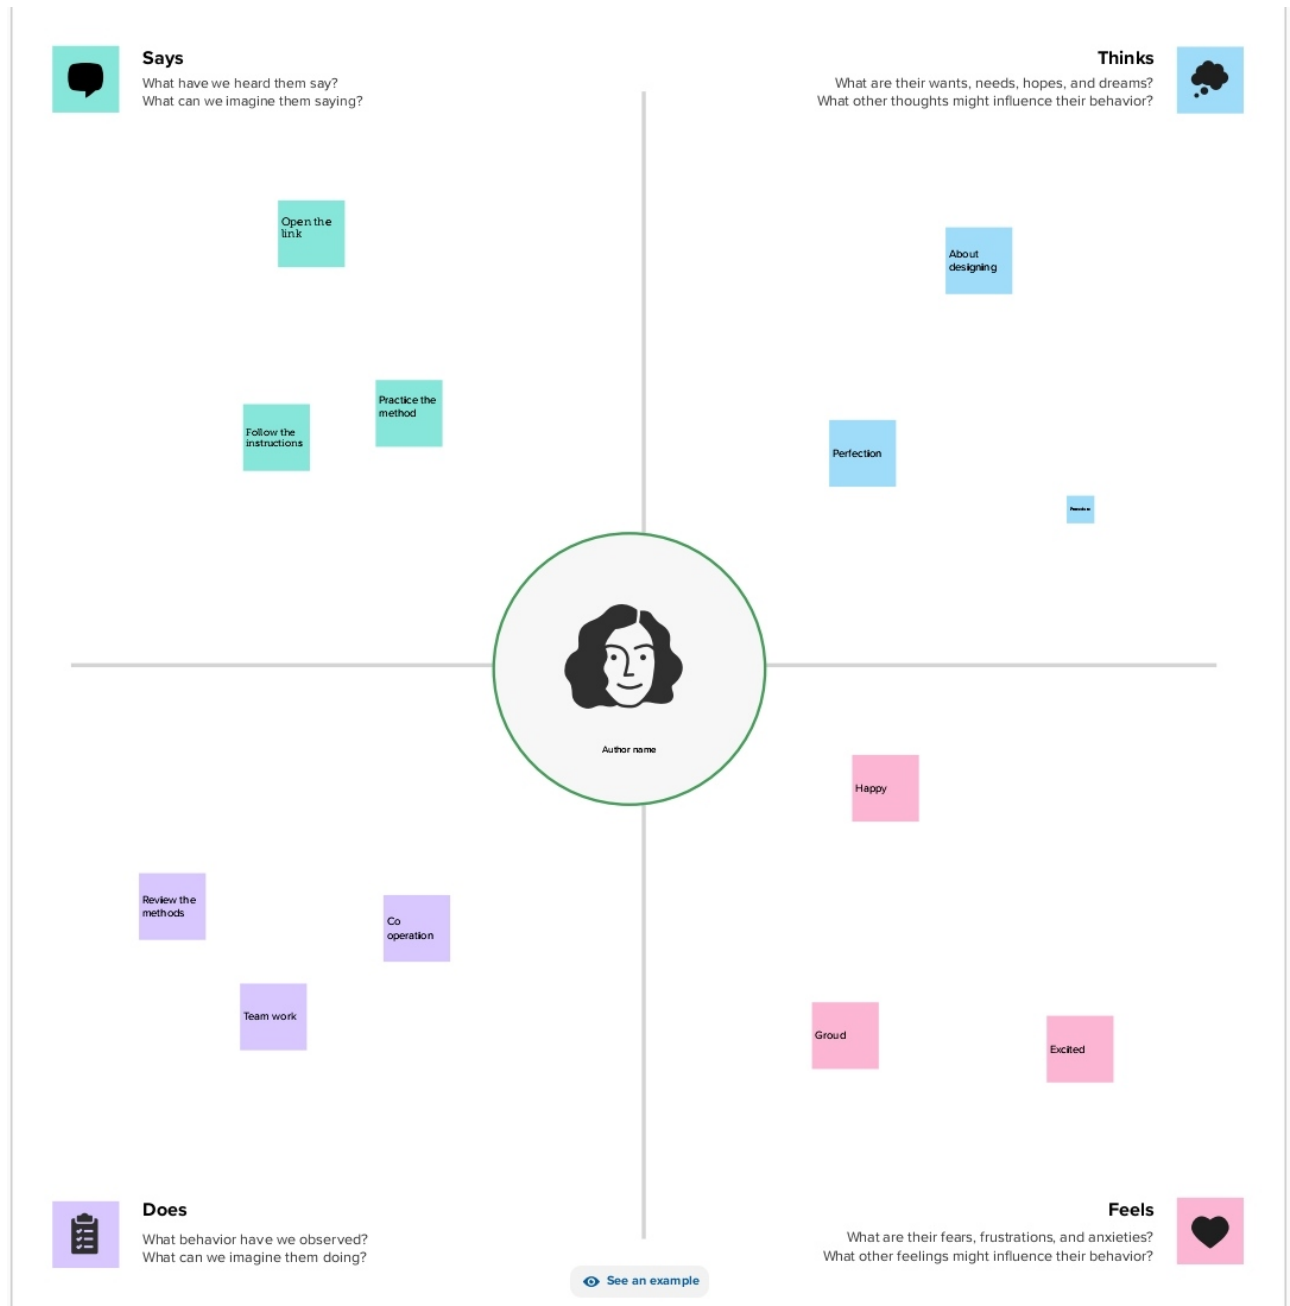 Says
What have we heard them say?
What can we imagine them saying?
Thinks
What are their wants, needs, hopes, and dreams?
What other thoughts might influence their behavior?
Open the
link
Follow the
instructions
Practice the
method
About
designing
Perfection
Author name
Review the
methods
Co
operation
Team work
Happy
Groud
Excited
Does
What behavior have we observed?
What can we imagine them doing?
Feels
What are their fears, frustrations, and anxieties?
What other feelings might influence their behavior?
See an example